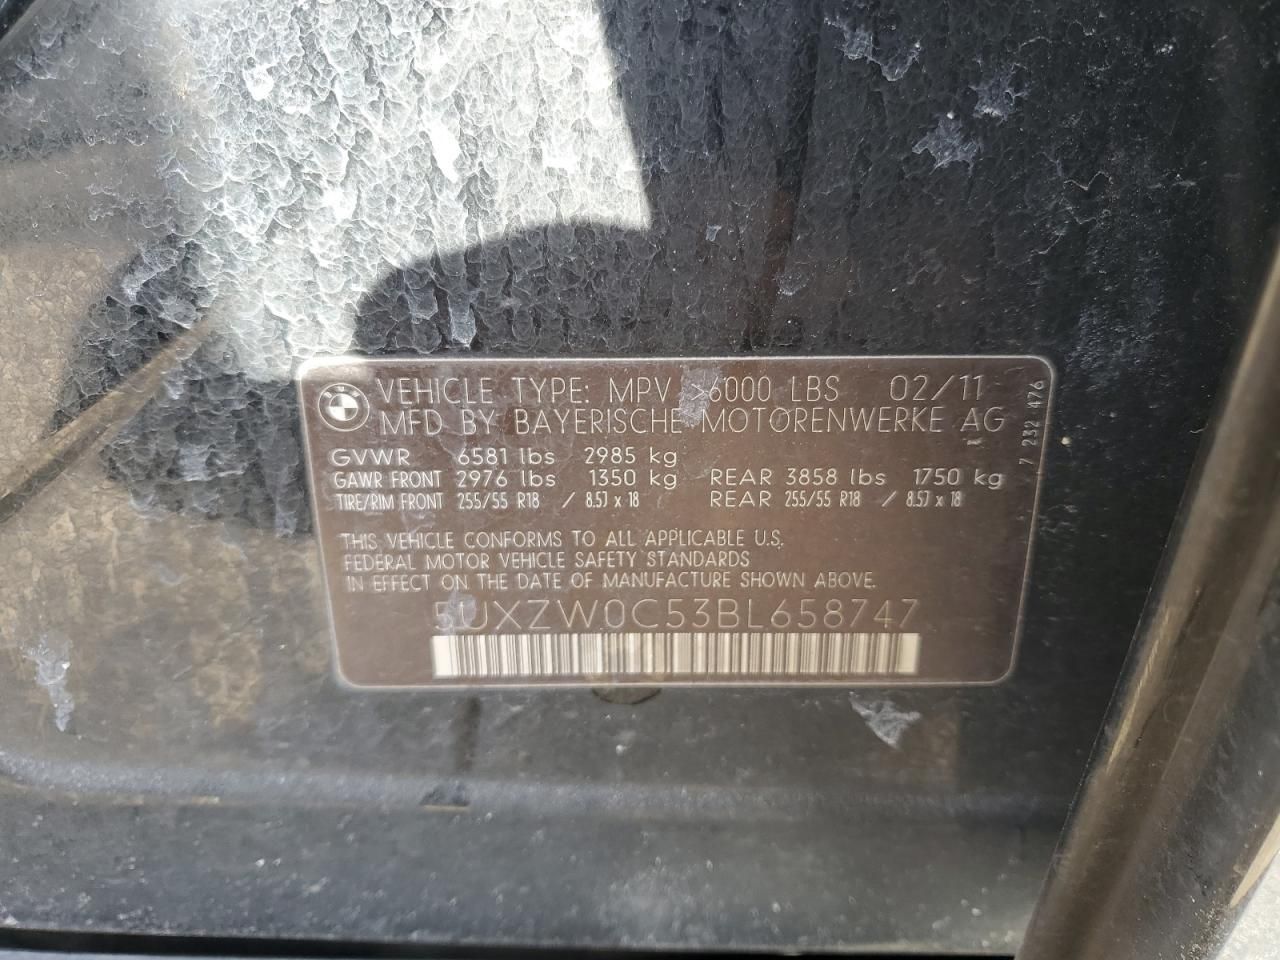 VEHICLE TYPE: MPV >6000 LBS 02/11
MFD BY BAYERISCHE MOTORENWERKE AG
GVWR 6581 lbs 2985 kg
GAWR FRONT 2976 lbs 1350 kg REAR 3858 lbs 1750 kg
TIRE/RIM FRONT 255/55 R18 / 8.5J x 18 REAR 255/55 R18 / 8.5J x 18
THIS VEHICLE CONFORMS TO ALL APPLICABLE U.S.
FEDERAL MOTOR VEHICLE SAFETY STANDARDS
IN EFFECT ON THE DATE OF MANUFACTURE SHOWN ABOVE.
5UXZW0C53BL658747
7 232 476